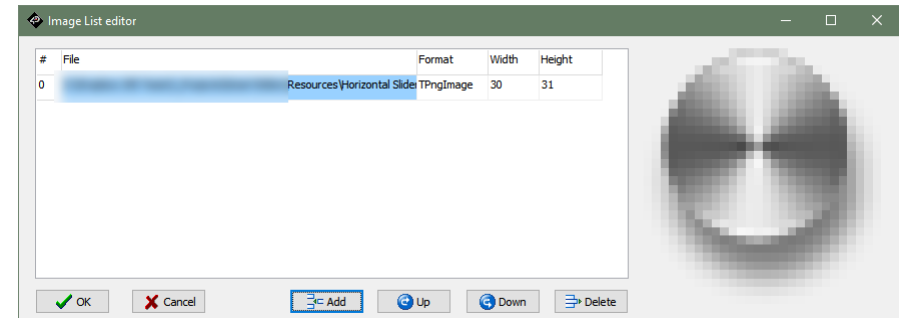 Image List editor
# File Format Width Height
0 Resources\Horizontal Slider TPngImage 30 31
OK Cancel Add Up Down Delete